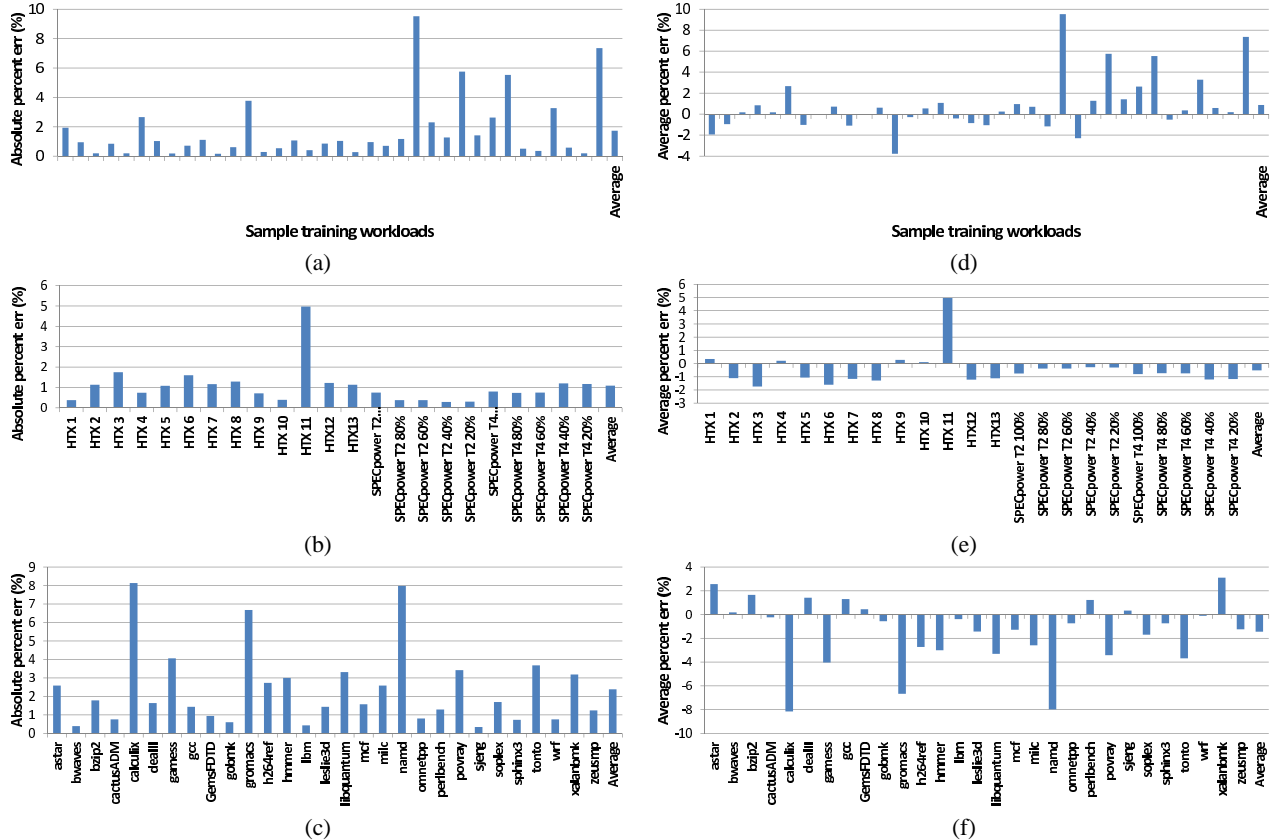 Absolute percent err (%)
10
8
6
4
2
0
Average
Sample training workloads
(a)
Average percent err (%)
10
8
6
4
2
0
-2
-4
Average
Sample training workloads
(d)
Absolute percent err (%)
6
5
4
3
2
1
0
HTX 1
HTX 2
HTX 3
HTX 4
HTX 5
HTX 6
HTX 7
HTX 8
HTX 9
HTX 10
HTX 11
HTX12
HTX13
SPECpower T2...
SPECpower T2 80%
SPECpower T2 60%
SPECpower T2 40%
SPECpower T2 20%
SPECpower T4...
SPECpower T4 80%
SPECpower T4 60%
SPECpower T4 40%
SPECpower T4 20%
Average
(b)
Average percent err (%)
6
5
4
3
2
1
0
-1
-2
-3
HTX 1
HTX 2
HTX 3
HTX 4
HTX 5
HTX 6
HTX 7
HTX 8
HTX 9
HTX 10
HTX 11
HTX12
HTX13
SPECpower T2 100%
SPECpower T2 80%
SPECpower T2 60%
SPECpower T2 40%
SPECpower T2 20%
SPECpower T4 100%
SPECpower T4 80%
SPECpower T4 60%
SPECpower T4 40%
SPECpower T4 20%
Average
(e)
Absolute percent err (%)
9
8
7
6
5
4
3
2
1
0
astar
bwaves
bzip2
cactusADM
calculix
dealII
gamess
gcc
GemsFDTD
gobmk
gromacs
h264ref
hmmer
lbm
leslie3d
libquantum
mcf
milc
namd
omnetpp
perlbench
povray
sjeng
soplex
sphinx3
tonto
wrf
xalanbmk
zeusmp
Average
(c)
Average percent err (%)
4
2
0
-2
-4
-6
-8
-10
astar
bwaves
bzip2
cactusADM
calculix
dealII
gamess
gcc
GemsFDTD
gobmk
gromacs
h264ref
hmmer
lbm
leslie3d
libquantum
mcf
milc
namd
omnetpp
perlbench
povray
sjeng
soplex
sphinx3
tonto
wrf
xalanbmk
zeusmp
Average
(f)